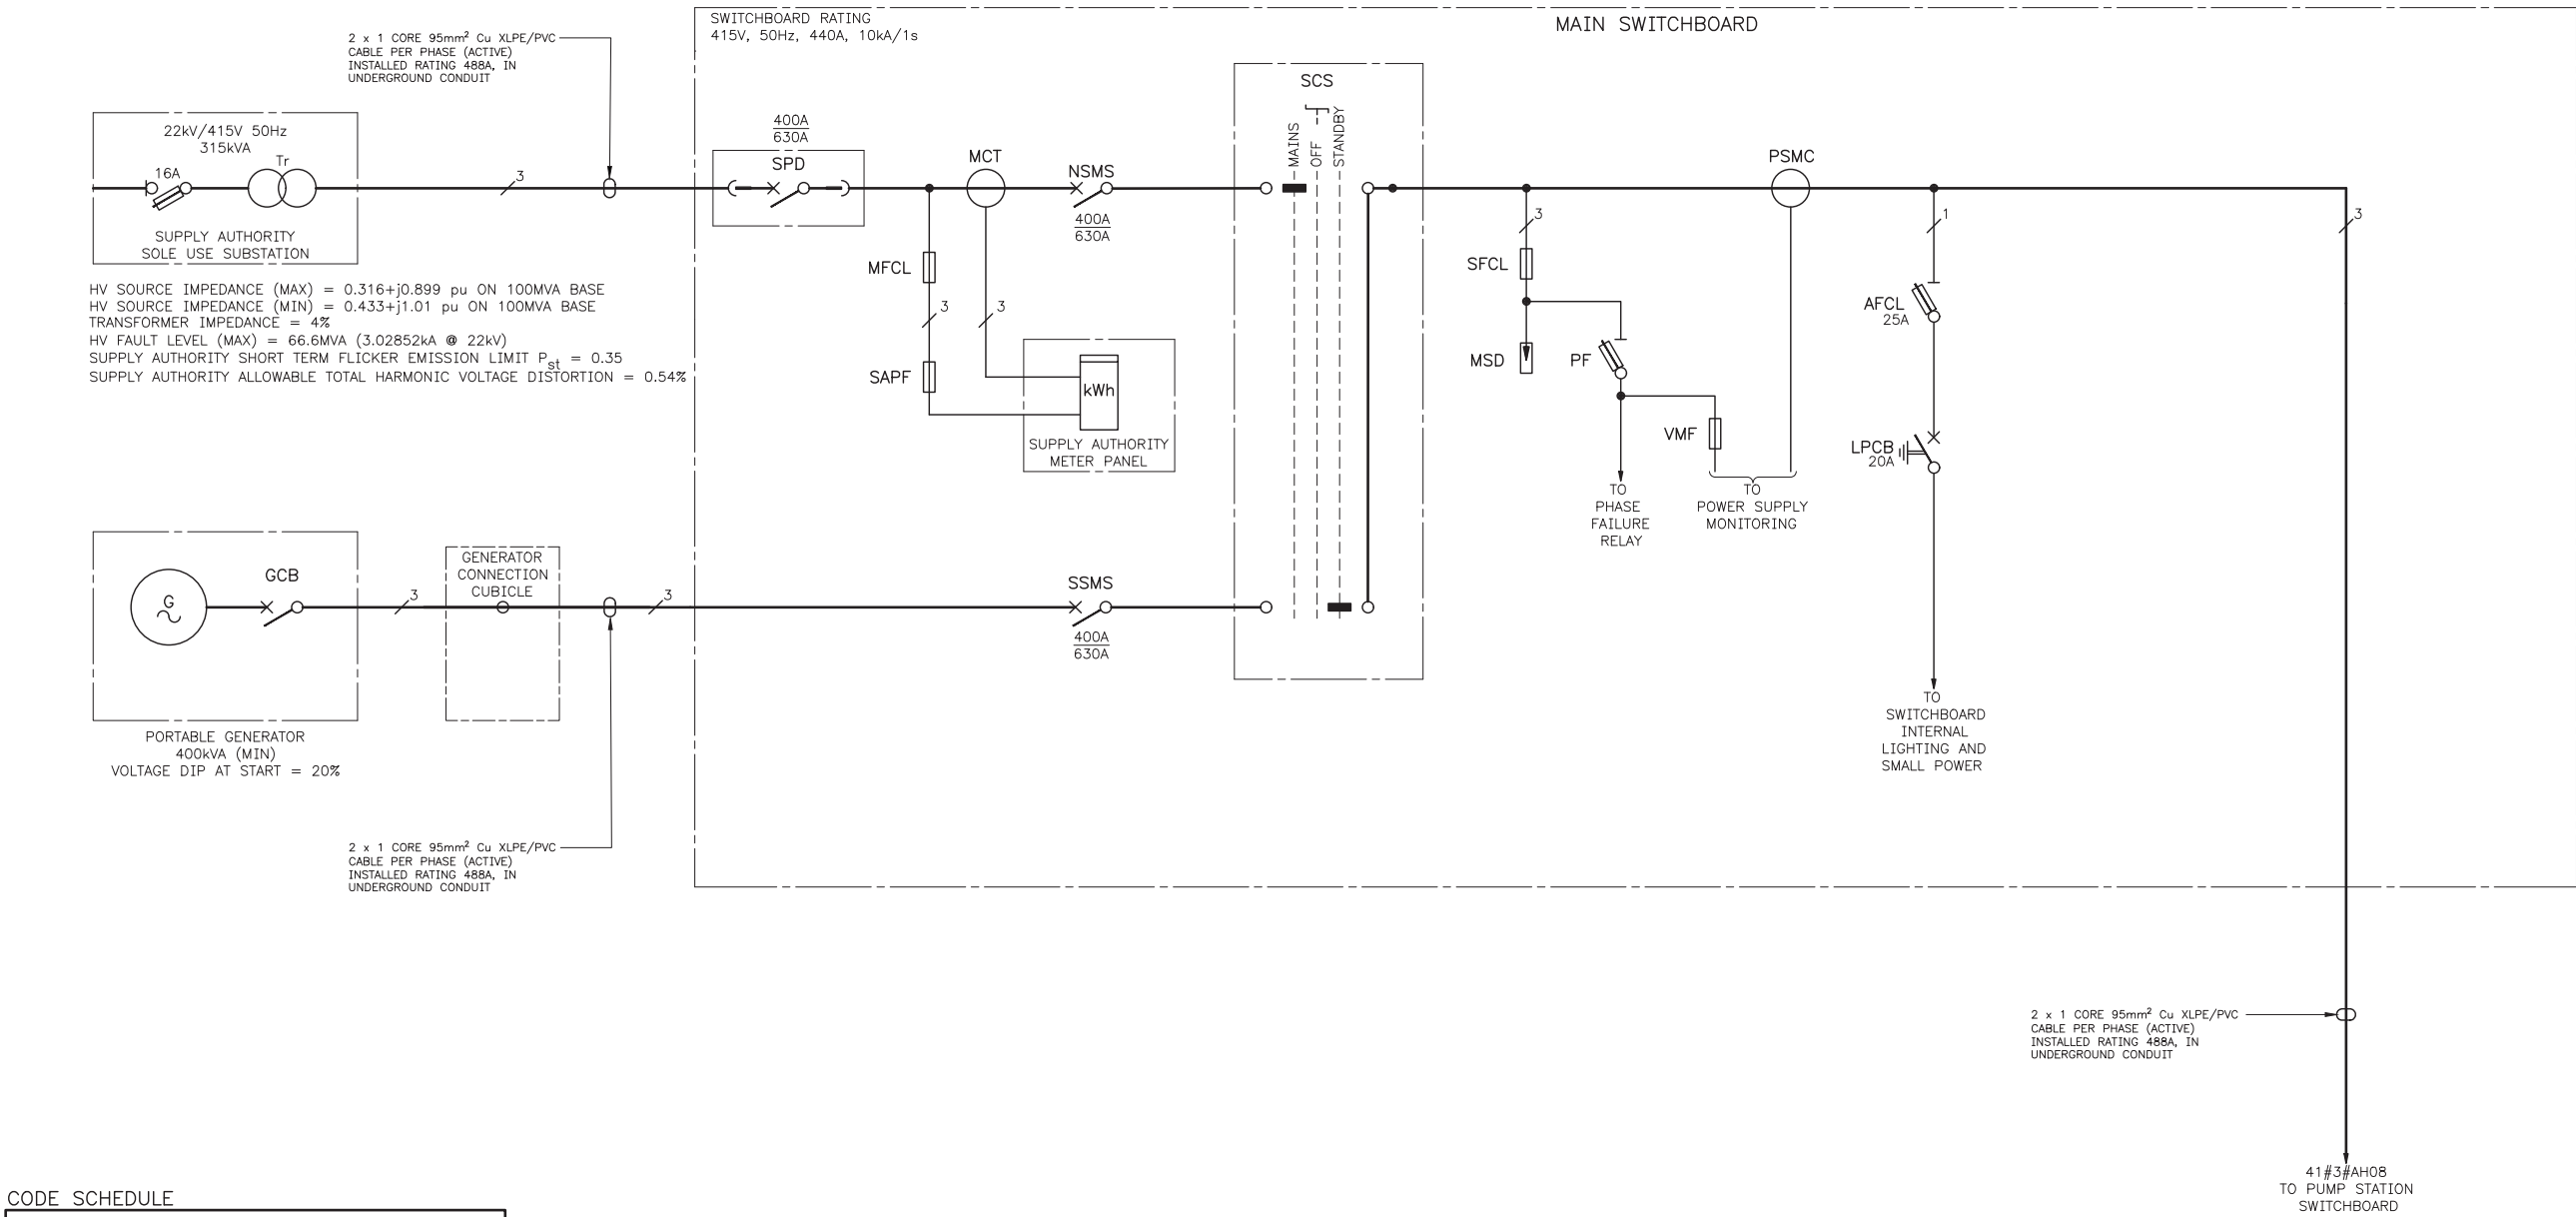 SWITCHBOARD RATING
415V, 50Hz, 440A, 10kA/1s
MAIN SWITCHBOARD
2 x 1 CORE 95mm² Cu XLPE/PVC
CABLE PER PHASE (ACTIVE)
INSTALLED RATING 488A, IN
UNDERGROUND CONDUIT
22kV/415V 50Hz
315kVA
Tr
16A
SUPPLY AUTHORITY
SOLE USE SUBSTATION
3
400A
630A
SPD
MCT
NSMS
400A
630A
SCS
MAINS
OFF
STANDBY
PSMC
HV SOURCE IMPEDANCE (MAX) = 0.316+j0.899 pu ON 100MVA BASE
HV SOURCE IMPEDANCE (MIN) = 0.433+j1.01 pu ON 100MVA BASE
TRANSFORMER IMPEDANCE = 4%
HV FAULT LEVEL (MAX) = 66.6MVA (3.02852kA @ 22kV)
SUPPLY AUTHORITY SHORT TERM FLICKER EMISSION LIMIT Pst = 0.35
SUPPLY AUTHORITY ALLOWABLE TOTAL HARMONIC VOLTAGE DISTORTION = 0.54%
MFCL
3
3
SAPF
kWh
SUPPLY AUTHORITY
METER PANEL
3
SFCL
MSD
PF
VMF
TO
PHASE
FAILURE
RELAY
TO
POWER SUPPLY
MONITORING
1
AFCL
25A
LPCB
20A
TO
SWITCHBOARD
INTERNAL
LIGHTING AND
SMALL POWER
3
G
GCB
3
GENERATOR
CONNECTION
CUBICLE
3
SSMS
400A
630A
PORTABLE GENERATOR
400kVA (MIN)
VOLTAGE DIP AT START = 20%
2 x 1 CORE 95mm² Cu XLPE/PVC
CABLE PER PHASE (ACTIVE)
INSTALLED RATING 488A, IN
UNDERGROUND CONDUIT
2 x 1 CORE 95mm² Cu XLPE/PVC
CABLE PER PHASE (ACTIVE)
INSTALLED RATING 488A, IN
UNDERGROUND CONDUIT
41#3#AH08
TO PUMP STATION
SWITCHBOARD
CODE SCHEDULE